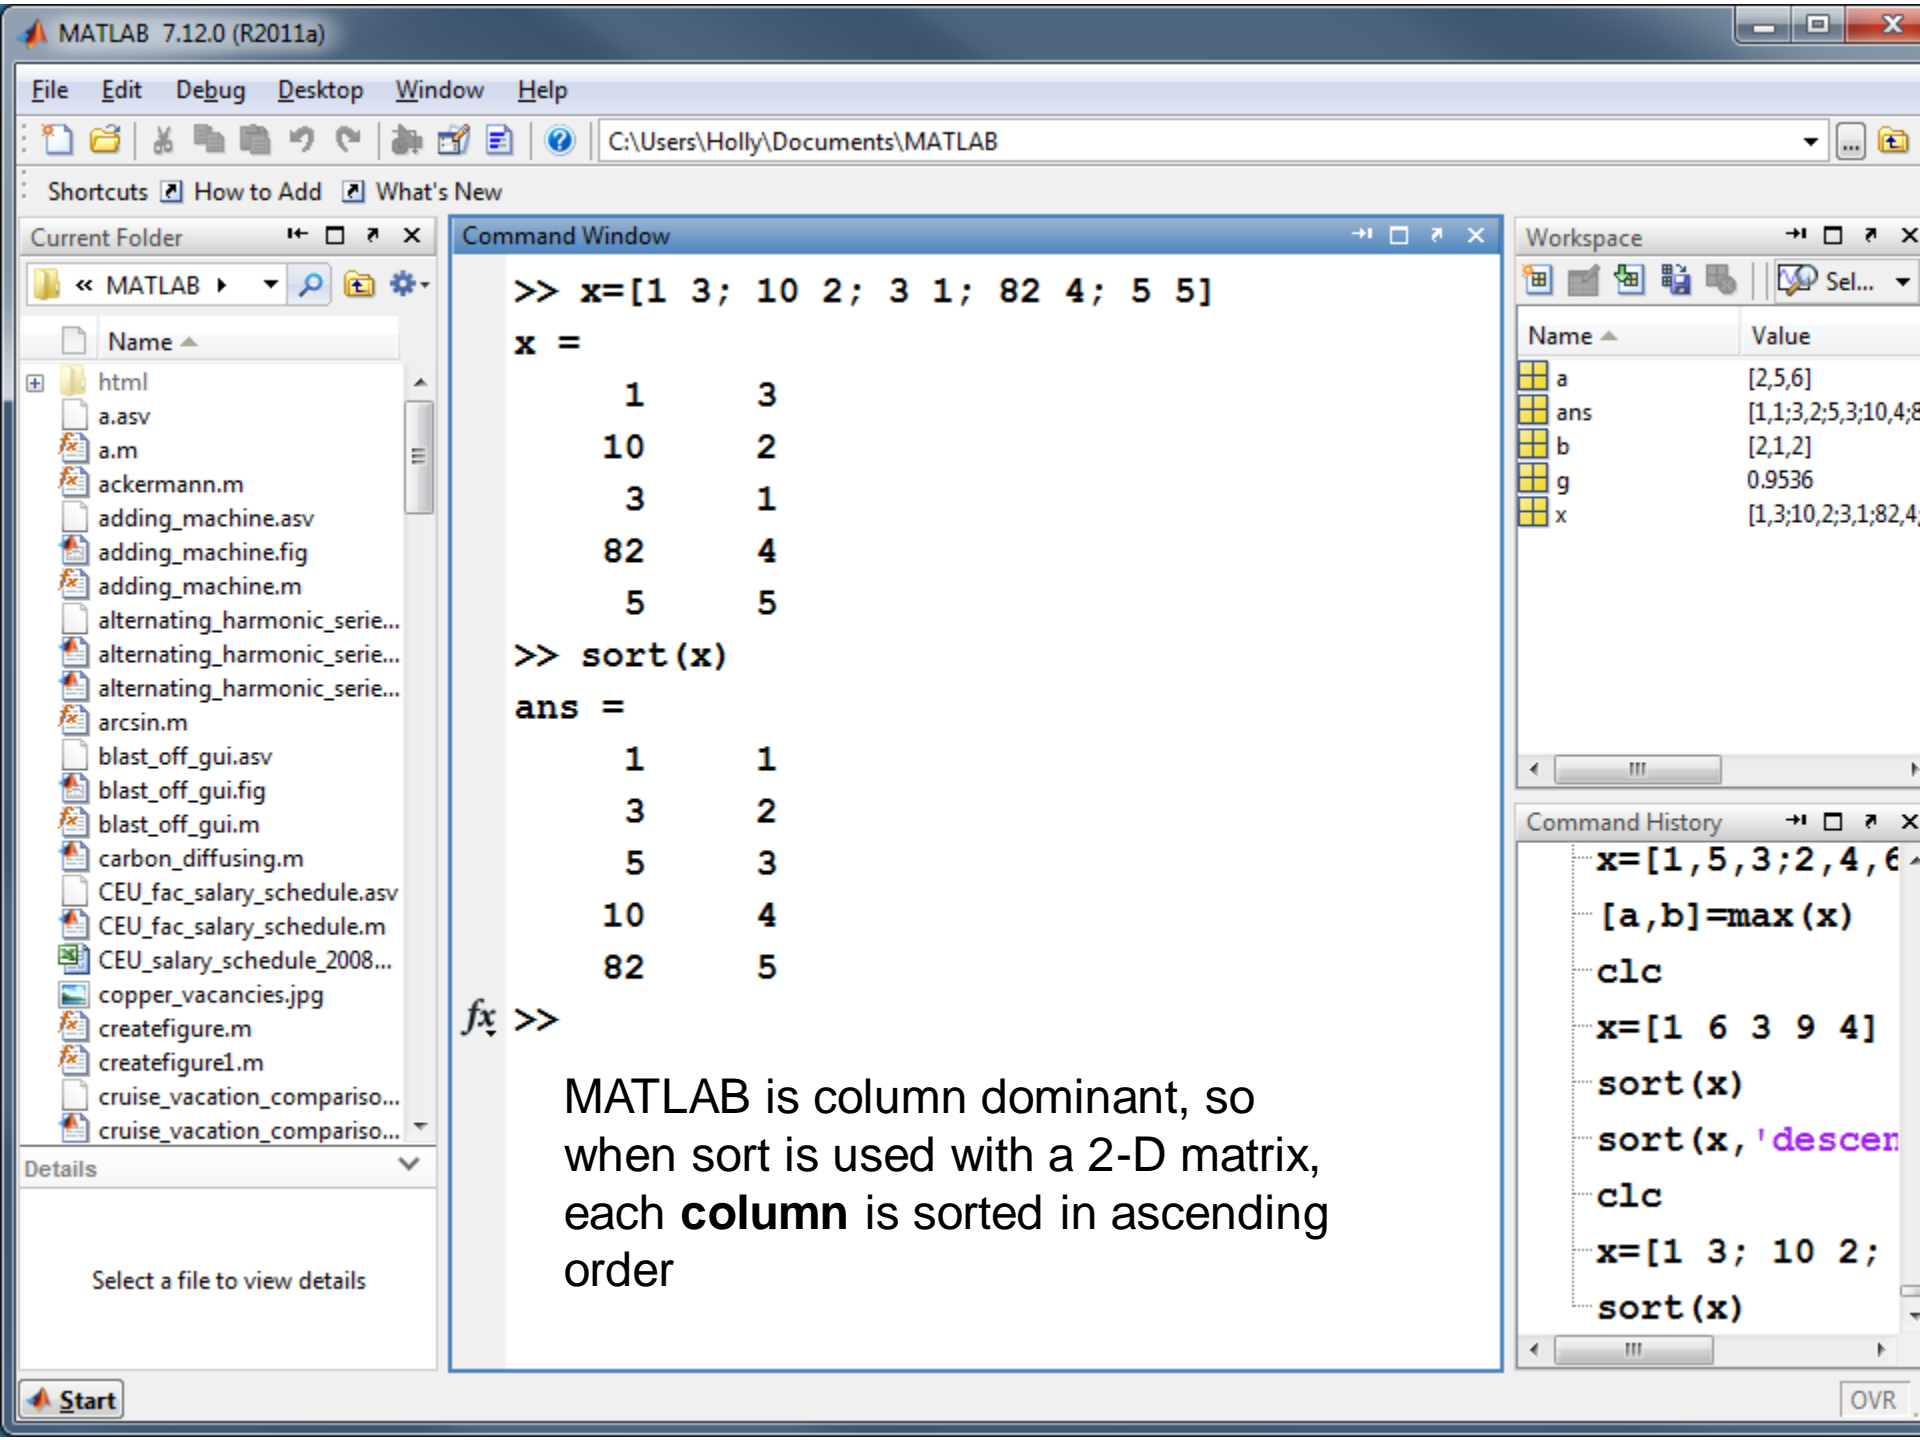 MATLAB 7.12.0 (R2011a)
File Edit Debug Desktop Window Help
C:\Users\Holly\Documents\MATLAB
Shortcuts How to Add What's New
Current Folder
« MATLAB
Name
html
a.asv
a.m
ackermann.m
adding_machine.asv
adding_machine.fig
adding_machine.m
alternating_harmonic_serie...
alternating_harmonic_serie...
alternating_harmonic_serie...
arcsin.m
blast_off_gui.asv
blast_off_gui.fig
blast_off_gui.m
carbon_diffusing.m
CEU_fac_salary_schedule.asv
CEU_fac_salary_schedule.m
CEU_salary_schedule_2008...
copper_vacancies.jpg
createfigure.m
createfigure1.m
cruise_vacation_compariso...
cruise_vacation_compariso...
Details
Select a file to view details
Command Window
>> x=[1 3; 10 2; 3 1; 82 4; 5 5]
x =
1 3
10 2
3 1
82 4
5 5
>> sort(x)
ans =
1 1
3 2
5 3
10 4
82 5
fx >>
MATLAB is column dominant, so
when sort is used with a 2-D matrix,
each column is sorted in ascending
order
Workspace
Sel...
Name Value
a [2,5,6]
ans [1,1;3,2;5,3;10,4;8
b [2,1,2]
g 0.9536
x [1,3;10,2;3,1;82,4;
Command History
x=[1,5,3;2,4,6
[a,b]=max(x)
clc
x=[1 6 3 9 4]
sort(x)
sort(x,'descen
clc
x=[1 3; 10 2;
sort(x)
Start
OVR